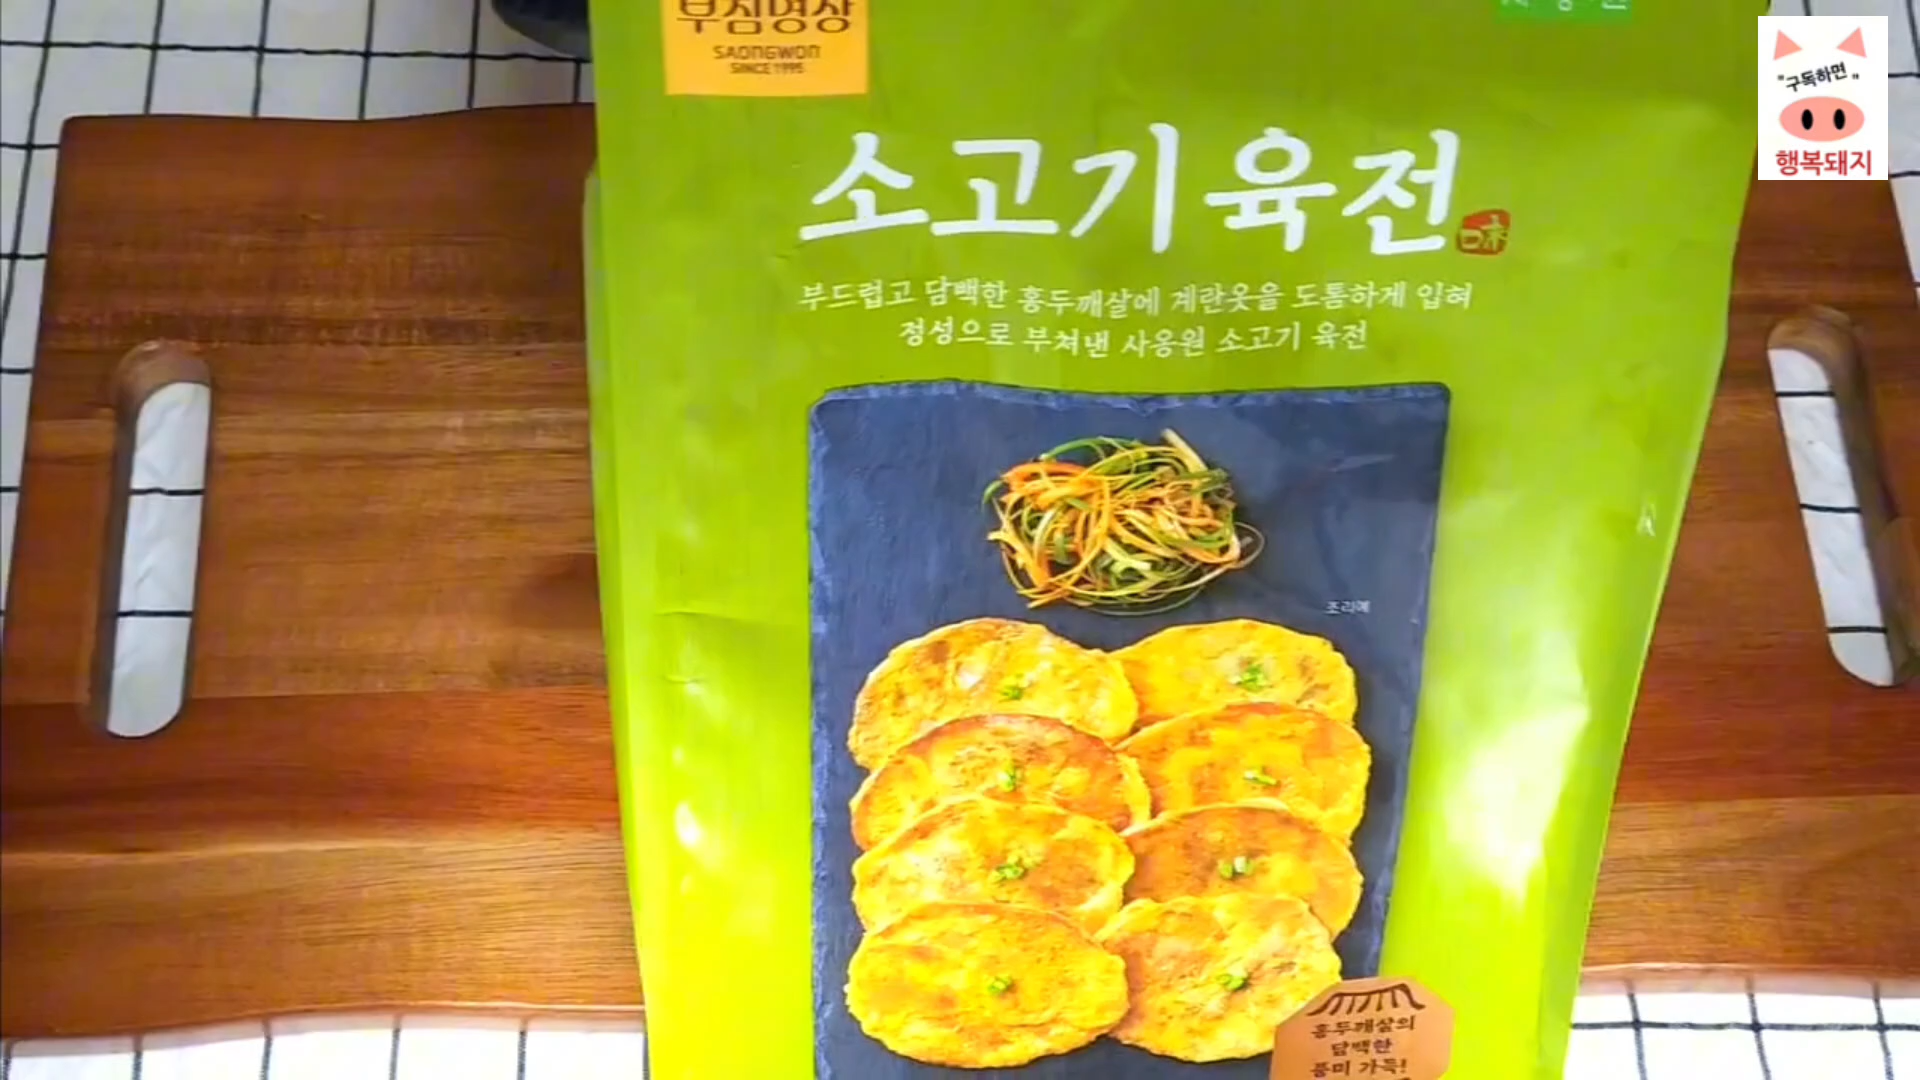 부침명장
SAONGWON
SINCE 1995
사옹원
"구독하면"
행복돼지
소고기 육전
味
부드럽고 담백한 홍두깨살에 계란옷을 도톰하게 입혀
정성으로 부쳐낸 사옹원 소고기 육전
조리예
홍두깨살의
담백한
풍미 가득!